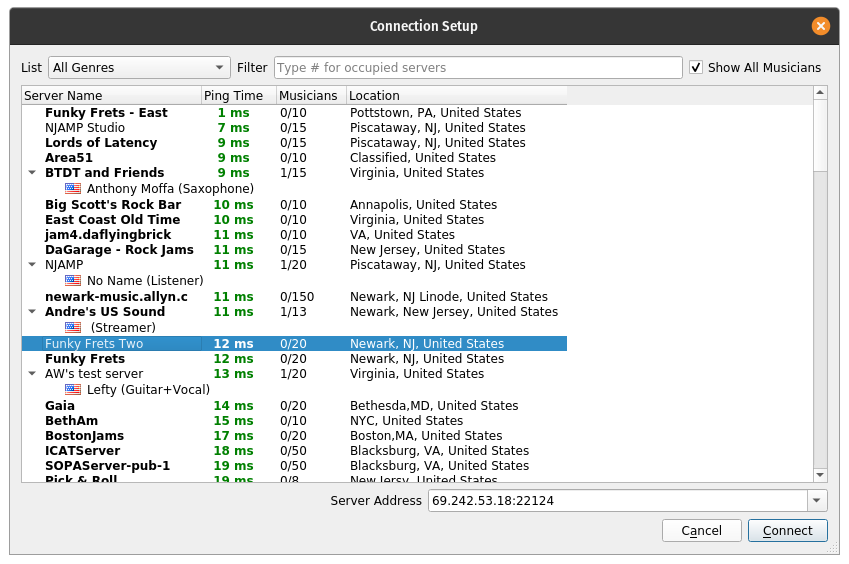 Connection Setup
List All Genres Filter Type # for occupied servers Show All Musicians
Server Name Ping Time Musicians Location
Funky Frets - East 1 ms 0/10 Pottstown, PA, United States
NJAMP Studio 7 ms 0/15 Piscataway, NJ, United States
Lords of Latency 9 ms 0/15 Piscataway, NJ, United States
Area51 9 ms 0/10 Classified, United States
BTDT and Friends 9 ms 1/15 Virginia, United States
Anthony Moffa (Saxophone)
Big Scott's Rock Bar 10 ms 0/10 Annapolis, United States
East Coast Old Time 10 ms 0/10 Virginia, United States
jam4.daflyingbrick 11 ms 0/10 VA, United States
DaGarage - Rock Jams 11 ms 0/15 New Jersey, United States
NJAMP 11 ms 1/20 Piscataway, NJ, United States
No Name (Listener)
newark-music.allyn.c 11 ms 0/150 Newark, NJ Linode, United States
Andre's US Sound 11 ms 1/13 Newark, New Jersey, United States
(Streamer)
Funky Frets Two 12 ms 0/20 Newark, NJ, United States
Funky Frets 12 ms 0/20 Newark, NJ, United States
AW's test server 13 ms 1/20 Virginia, United States
Lefty (Guitar+Vocal)
Gaia 14 ms 0/20 Bethesda,MD, United States
BethAm 15 ms 0/10 NYC, United States
BostonJams 17 ms 0/20 Boston,MA, United States
ICATServer 18 ms 0/50 Blacksburg, VA, United States
SOPAServer-pub-1 19 ms 0/50 Blacksburg, VA, United States
Pick & Roll 19 ms 0/8 New Jersy, United States
Server Address 69.242.53.18:22124
Cancel Connect